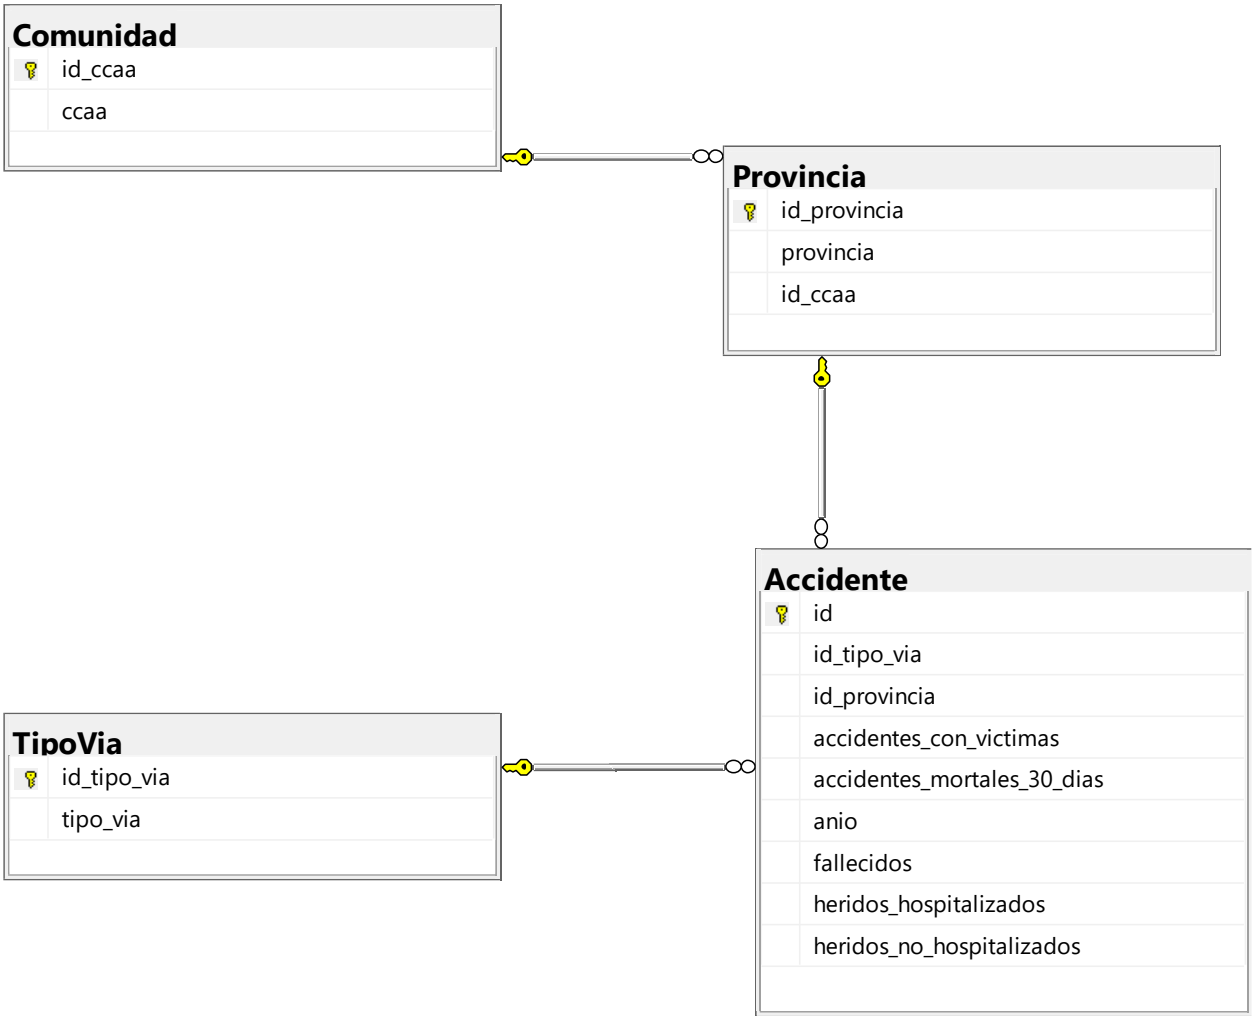 Comunidad
id_ccaa
ccaa
Provincia
id_provincia
provincia
id_ccaa
Accidente
id
id_tipo_via
id_provincia
accidentes_con_victimas
accidentes_mortales_30_dias
anio
fallecidos
heridos_hospitalizados
heridos_no_hospitalizados
TipoVia
id_tipo_via
tipo_via